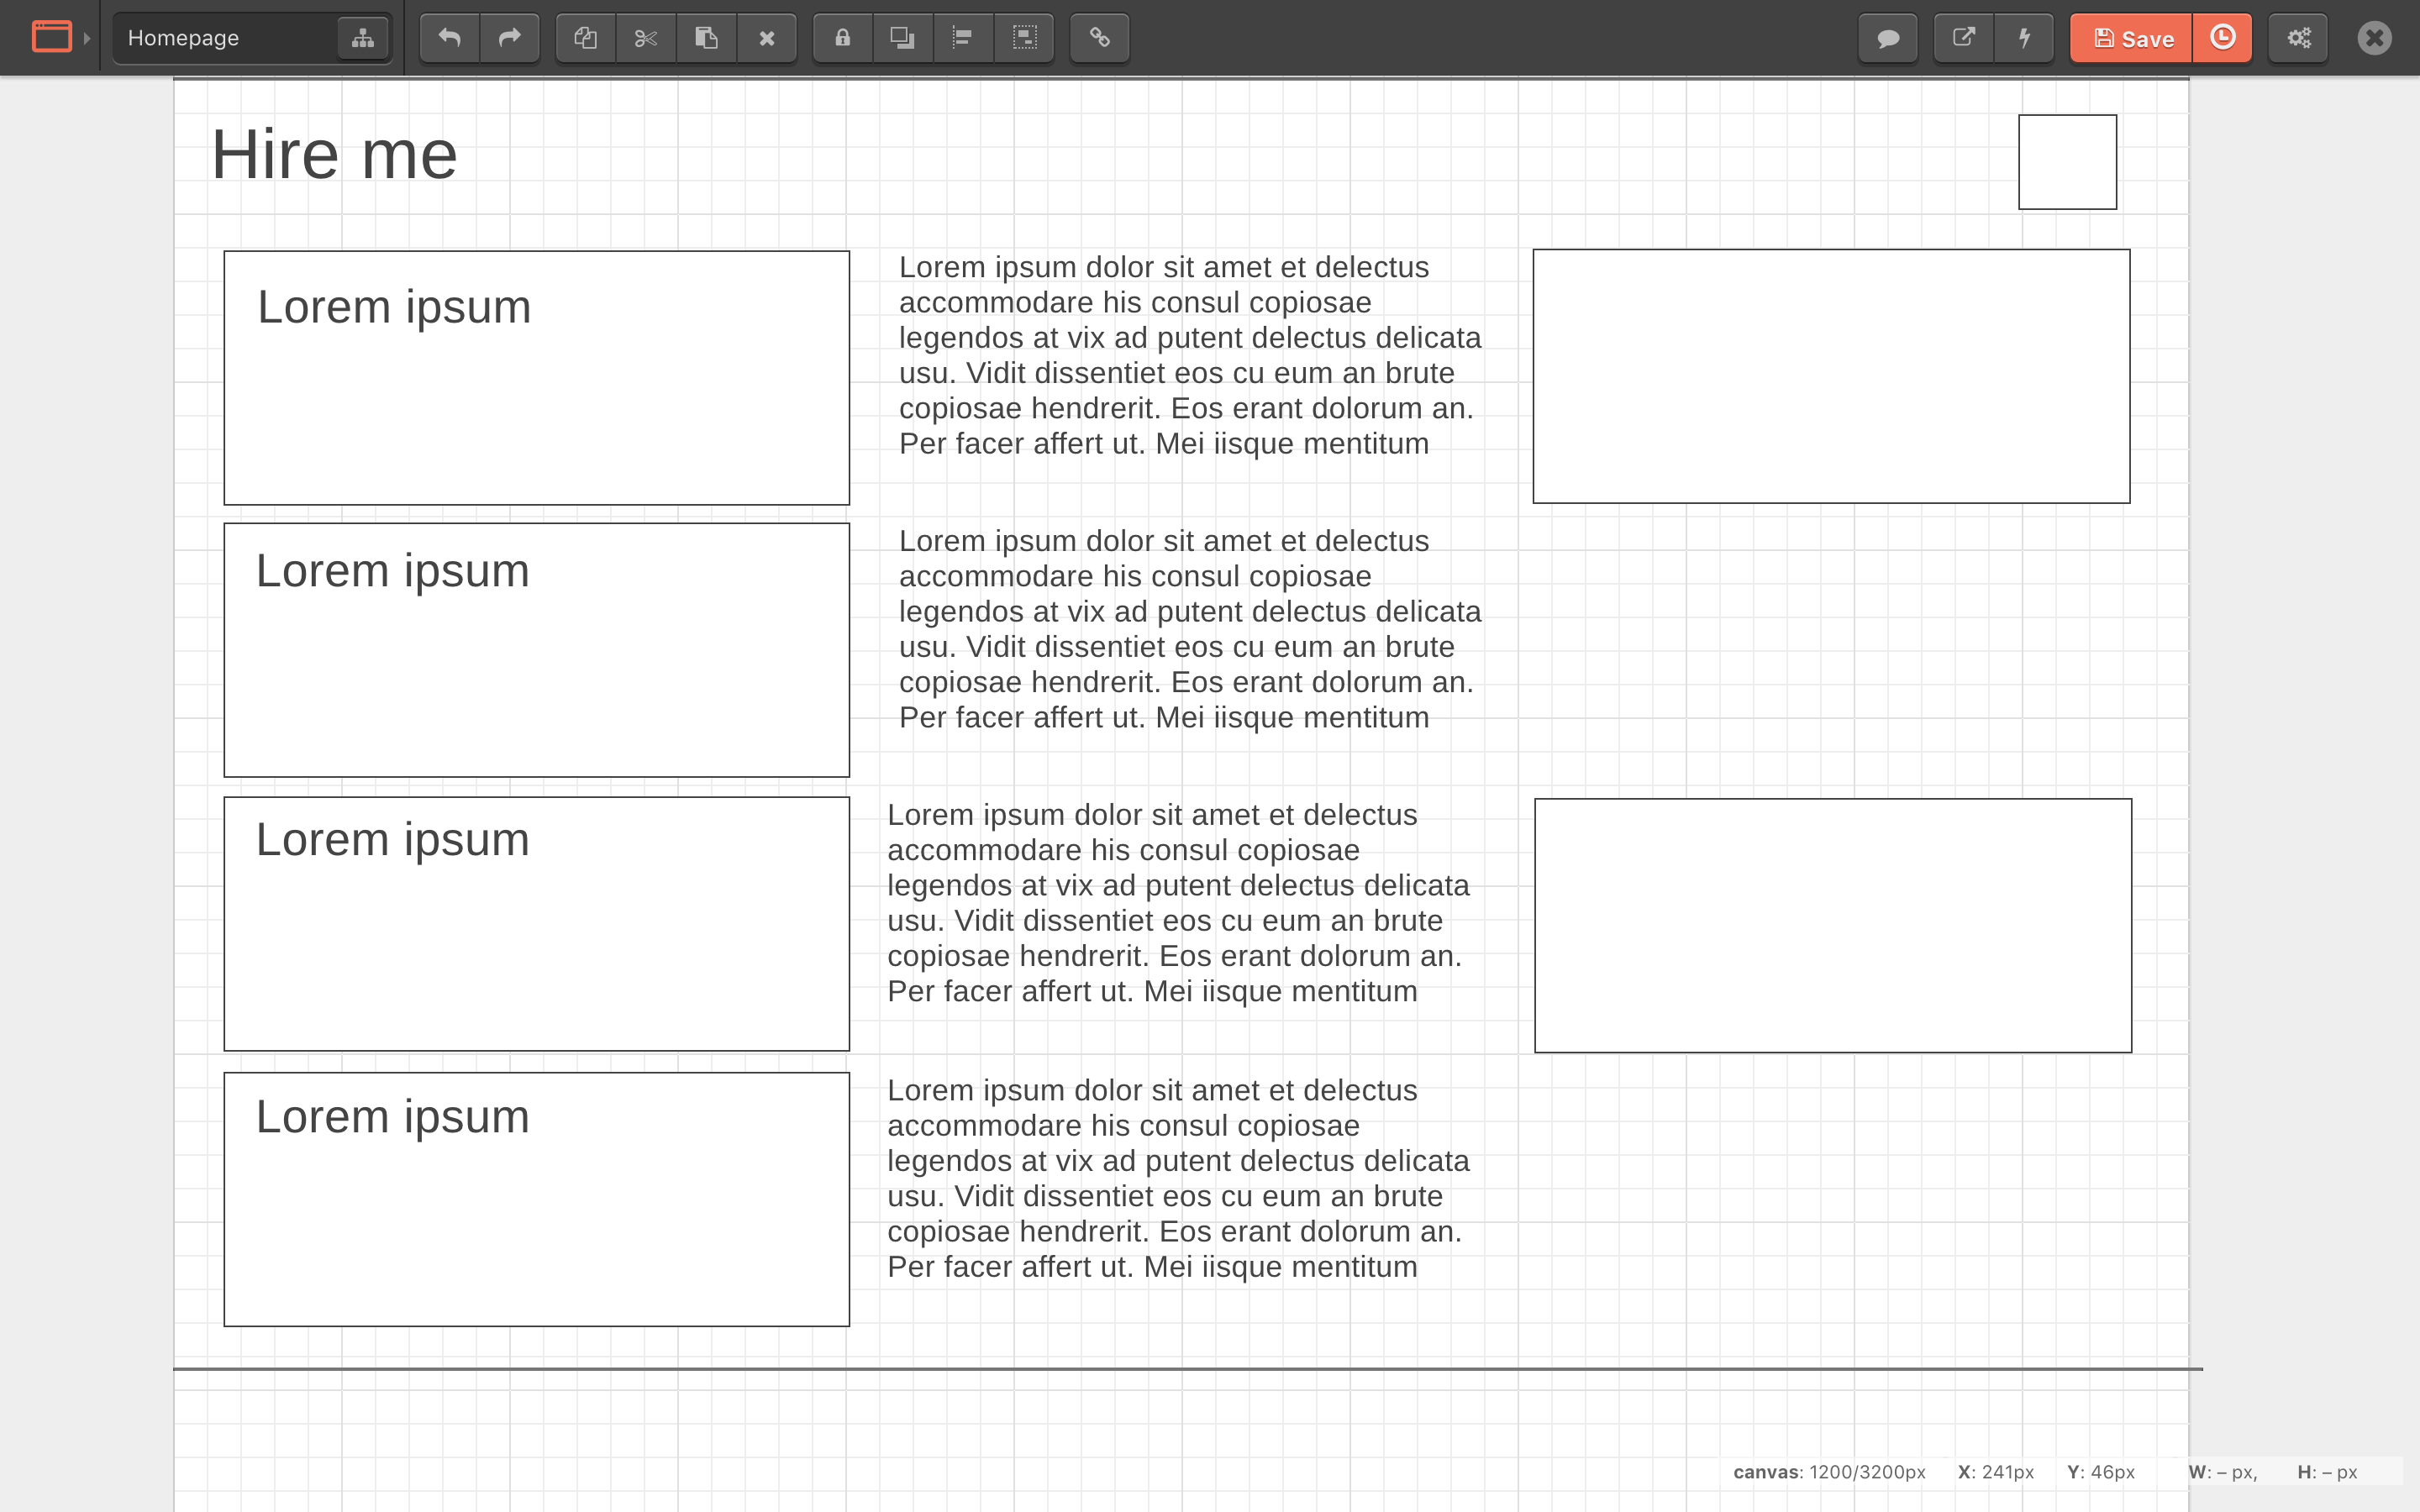 Homepage
Save
Hire me
Lorem ipsum
Lorem ipsum dolor sit amet et delectus
accommodare his consul copiosae
legendos at vix ad putent delectus delicata
usu. Vidit dissentiet eos cu eum an brute
copiosae hendrerit. Eos erant dolorum an.
Per facer affert ut. Mei iisque mentitum
Lorem ipsum
Lorem ipsum dolor sit amet et delectus
accommodare his consul copiosae
legendos at vix ad putent delectus delicata
usu. Vidit dissentiet eos cu eum an brute
copiosae hendrerit. Eos erant dolorum an.
Per facer affert ut. Mei iisque mentitum
Lorem ipsum
Lorem ipsum dolor sit amet et delectus
accommodare his consul copiosae
legendos at vix ad putent delectus delicata
usu. Vidit dissentiet eos cu eum an brute
copiosae hendrerit. Eos erant dolorum an.
Per facer affert ut. Mei iisque mentitum
Lorem ipsum
Lorem ipsum dolor sit amet et delectus
accommodare his consul copiosae
legendos at vix ad putent delectus delicata
usu. Vidit dissentiet eos cu eum an brute
copiosae hendrerit. Eos erant dolorum an.
Per facer affert ut. Mei iisque mentitum
canvas: 1200/3200px X: 241px Y: 46px W: – px, H: – px